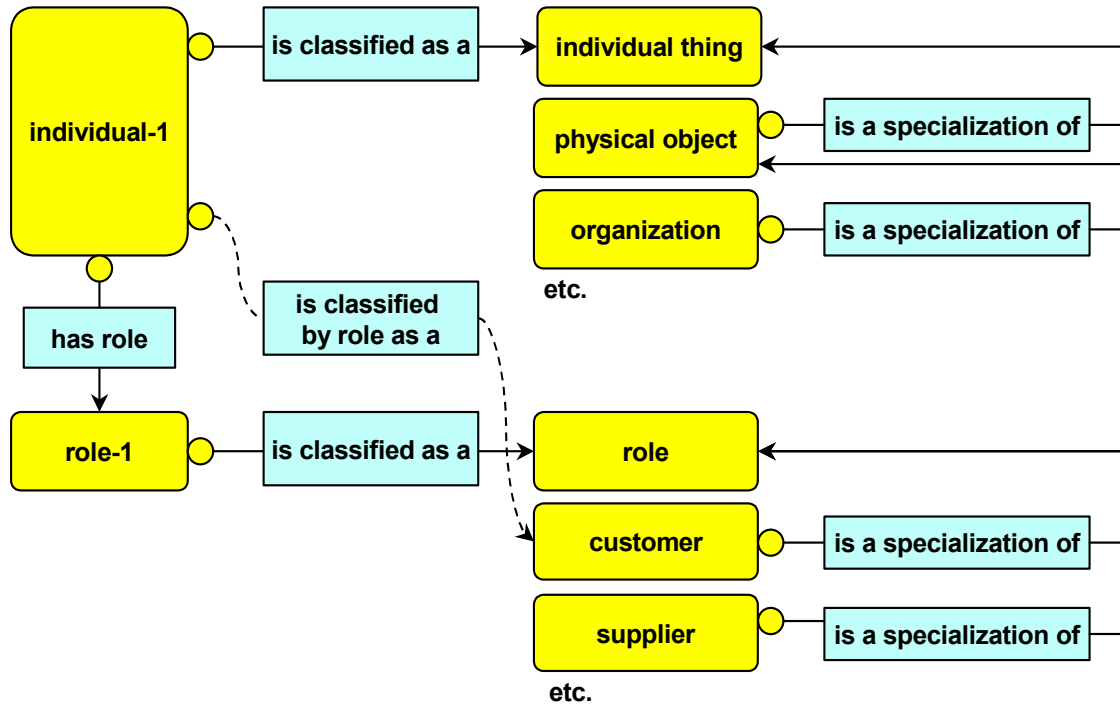 is classified as a
individual thing
individual-1
physical object
is a specialization of
organization
is a specialization of
etc.
is classified
by role as a
has role
role-1
is classified as a
role
customer
is a specialization of
supplier
is a specialization of
etc.